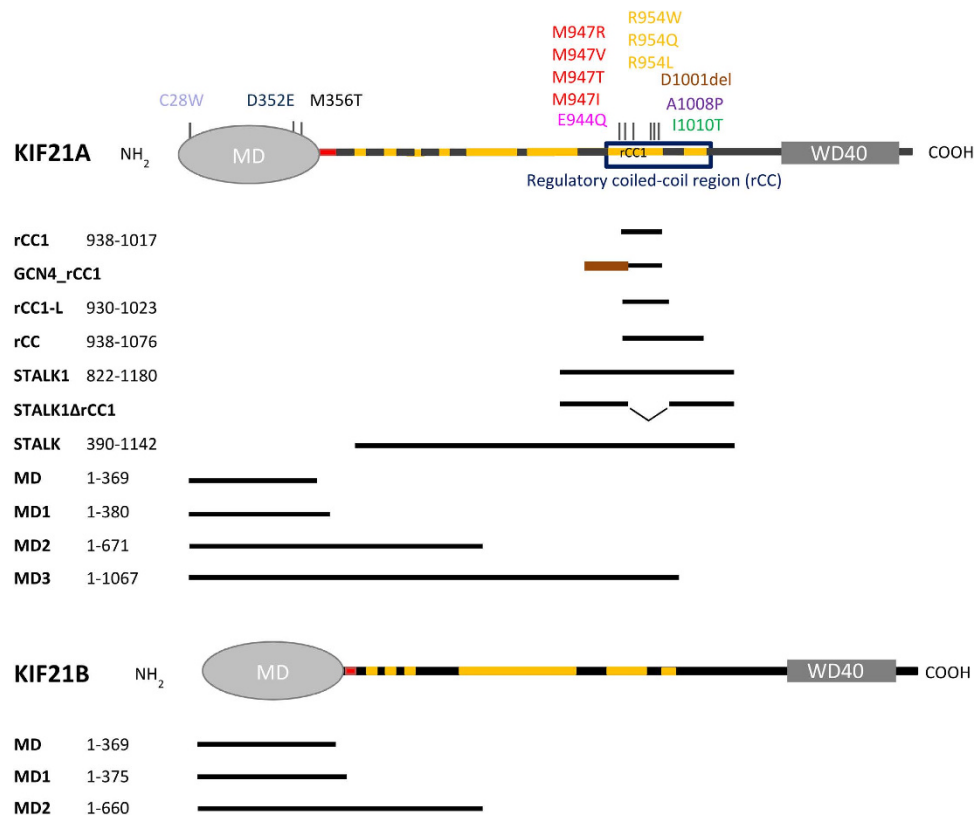 R954W
M947R
R954Q
M947V
R954L
M947T
D1001del
C28W D352E M356T M947I A1008P
E944Q I1010T
KIF21A NH2 MD rCC1 WD40 COOH
Regulatory coiled-coil region (rCC)
rCC1 938-1017
GCN4_rCC1
rCC1-L 930-1023
rCC 938-1076
STALK1 822-1180
STALK1ΔrCC1
STALK 390-1142
MD 1-369
MD1 1-380
MD2 1-671
MD3 1-1067
KIF21B NH2 MD WD40 COOH
MD 1-369
MD1 1-375
MD2 1-660